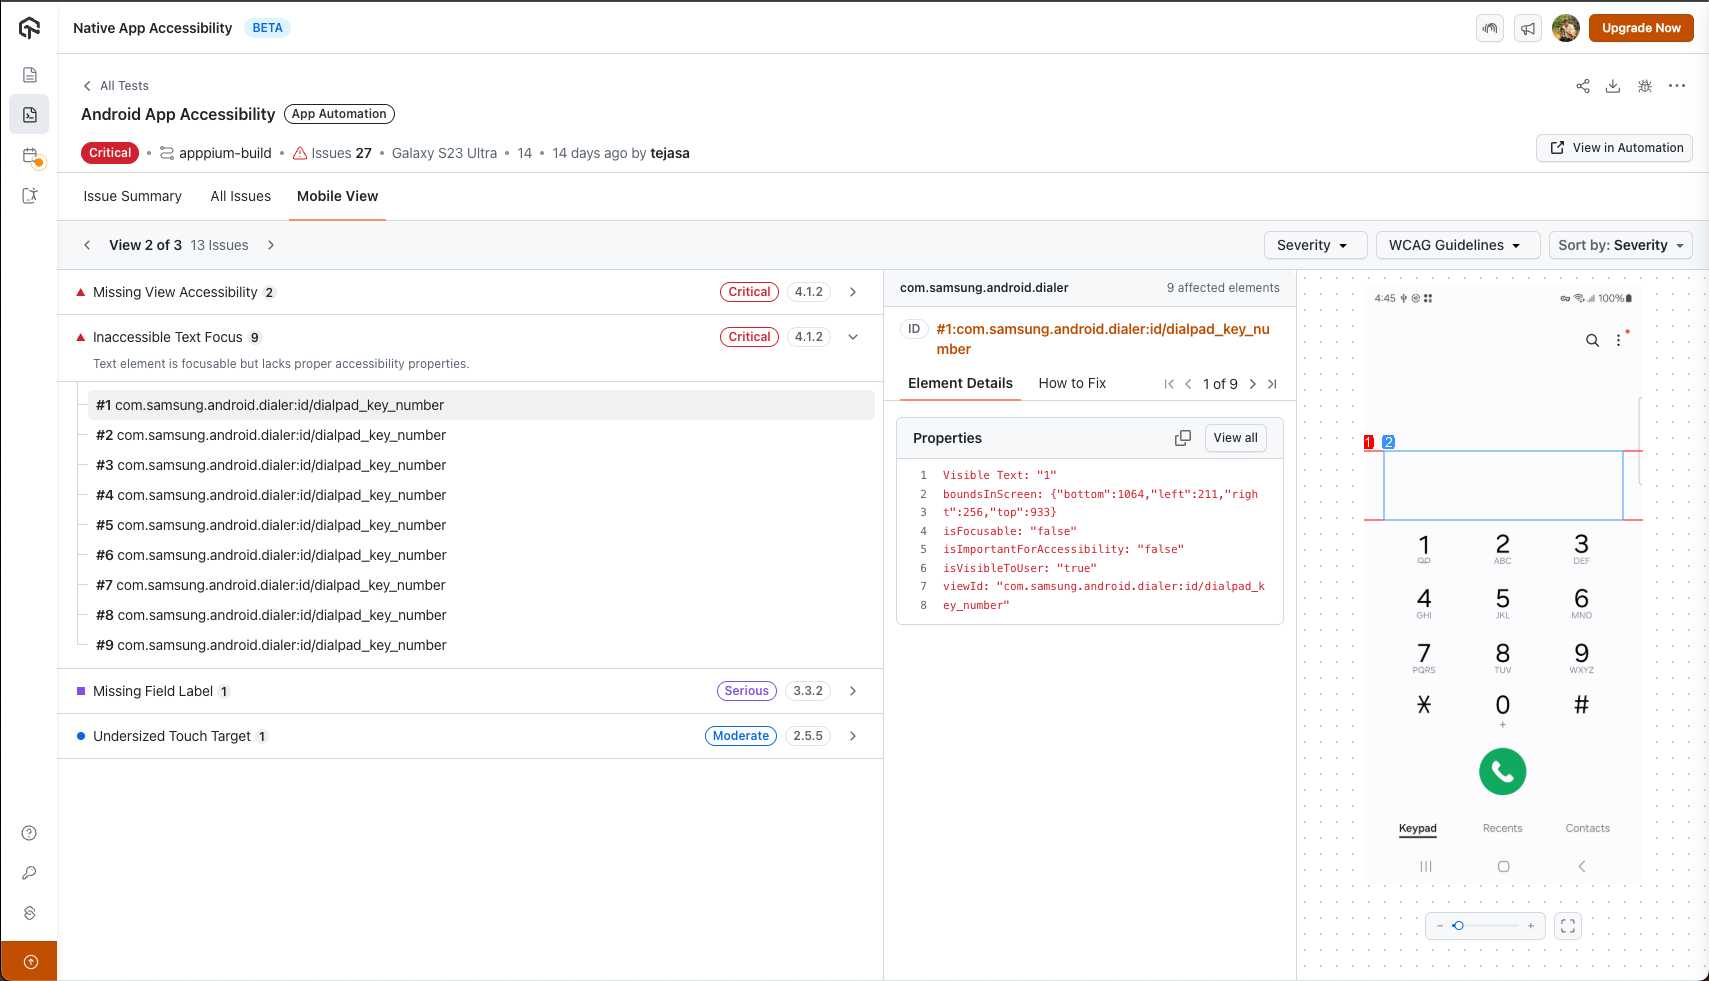 Native App Accessibility BETA
Upgrade Now
All Tests
Android App Accessibility App Automation
Critical • apppium-build • Issues 27 • Galaxy S23 Ultra • 14 • 14 days ago by tejasa
View in Automation
Issue Summary All Issues Mobile View
View 2 of 3 13 Issues
Severity WCAG Guidelines Sort by: Severity
Missing View Accessibility 2 Critical 4.1.2
Inaccessible Text Focus 9 Critical 4.1.2
Text element is focusable but lacks proper accessibility properties.
#1 com.samsung.android.dialer:id/dialpad_key_number
#2 com.samsung.android.dialer:id/dialpad_key_number
#3 com.samsung.android.dialer:id/dialpad_key_number
#4 com.samsung.android.dialer:id/dialpad_key_number
#5 com.samsung.android.dialer:id/dialpad_key_number
#6 com.samsung.android.dialer:id/dialpad_key_number
#7 com.samsung.android.dialer:id/dialpad_key_number
#8 com.samsung.android.dialer:id/dialpad_key_number
#9 com.samsung.android.dialer:id/dialpad_key_number
Missing Field Label 1 Serious 3.3.2
Undersized Touch Target 1 Moderate 2.5.5
com.samsung.android.dialer 9 affected elements
ID #1:com.samsung.android.dialer:id/dialpad_key_nu
mber
Element Details How to Fix 1 of 9
Properties View all
1 Visible Text: "1"
2 boundsInScreen: {"bottom":1064,"left":211,"righ
3 t":256,"top":933}
4 isFocusable: "false"
5 isImportantForAccessibility: "false"
6 isVisibleToUser: "true"
7 viewId: "com.samsung.android.dialer:id/dialpad_k
8 ey_number"
4:45 100%
1 2
1 2 3
ABC DEF
4 5 6
GHI JKL MNO
7 8 9
PQRS TUV WXYZ
* 0 #
+
Keypad Recents Contacts
- +